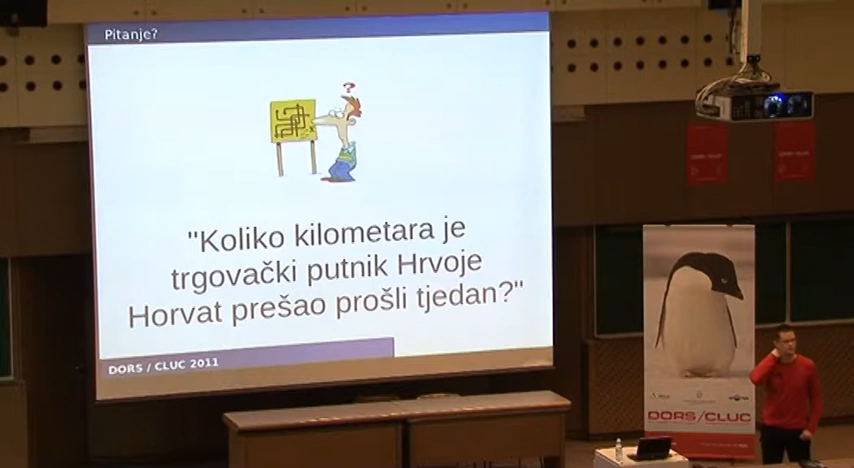 Pitanje?
?
"Koliko kilometara je
trgovački putnik Hrvoje
Horvat prešao prošli tjedan?"
DORS / CLUC 2011
DORS/CLUC